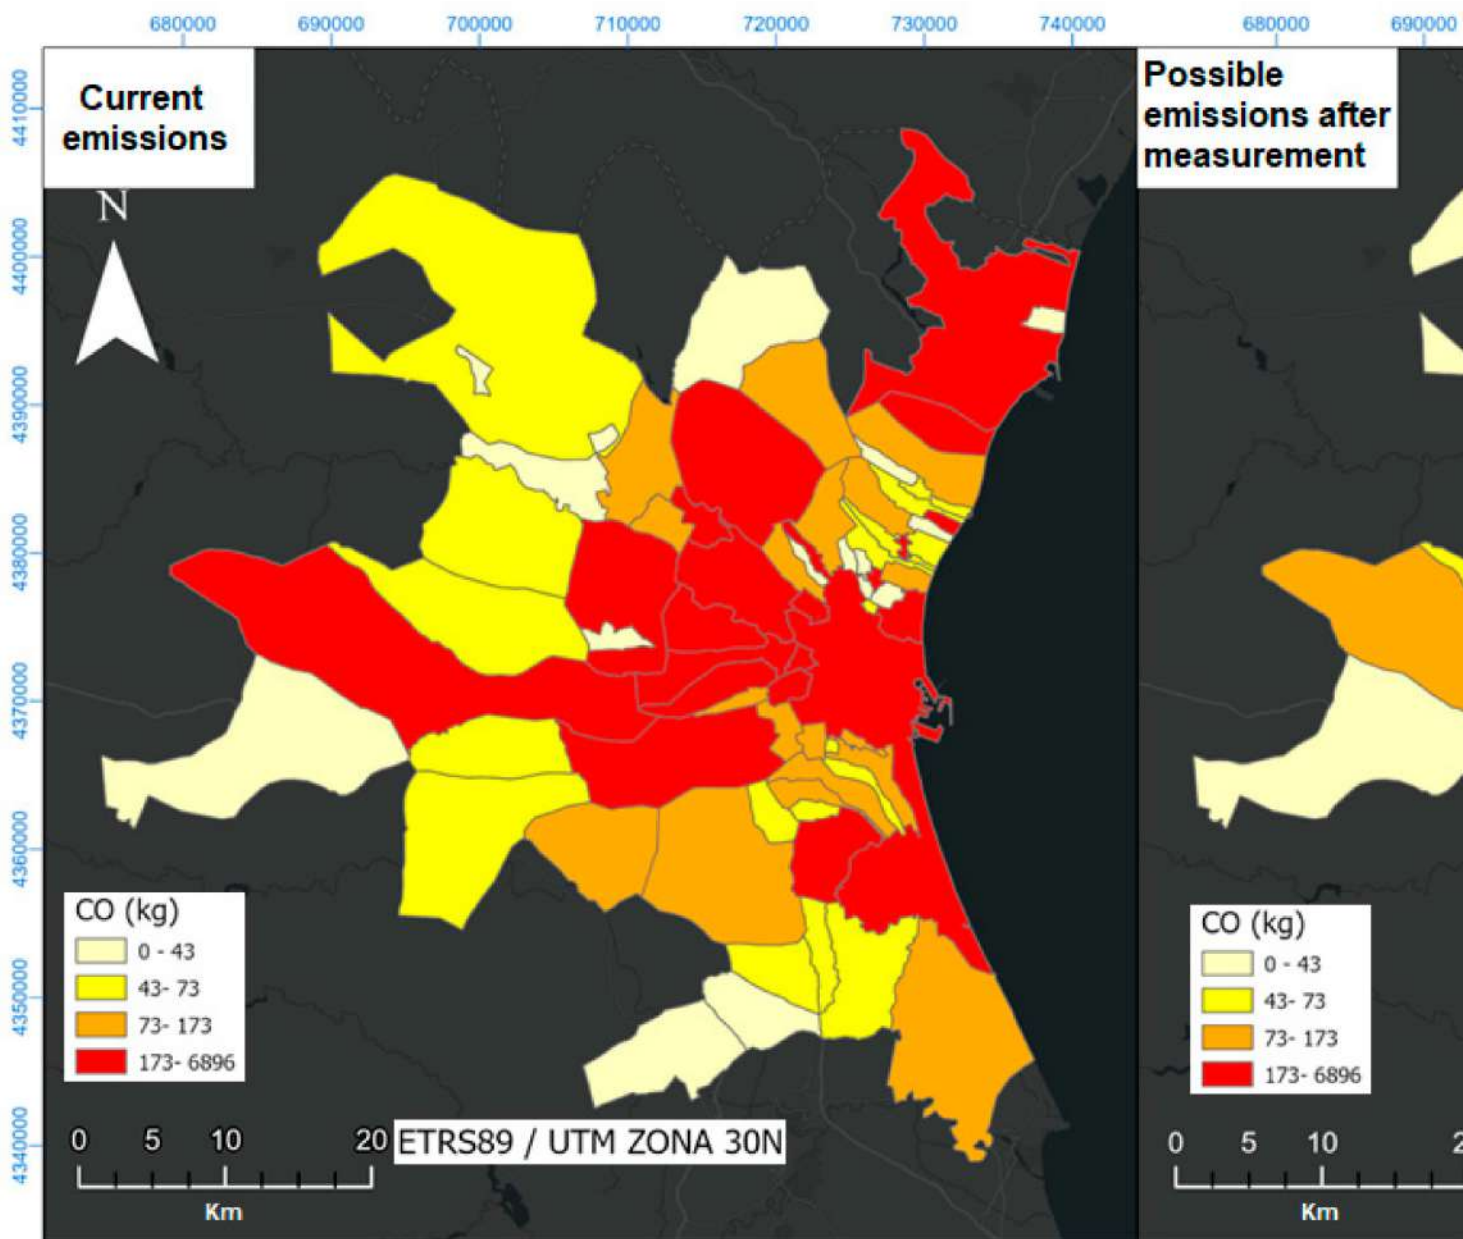 680000
690000
700000
710000
720000
730000
740000
680000
690000
Current
emissions
Possible
emissions after
measurement
N
4410000
4400000
4390000
4380000
4370000
4360000
4350000
4340000
CO (kg)
0 - 43
43- 73
73- 173
173- 6896
0 5 10 20
Km
ETRS89 / UTM ZONA 30N
CO (kg)
0 - 43
43- 73
73- 173
173- 6896
0 5 10 2
Km